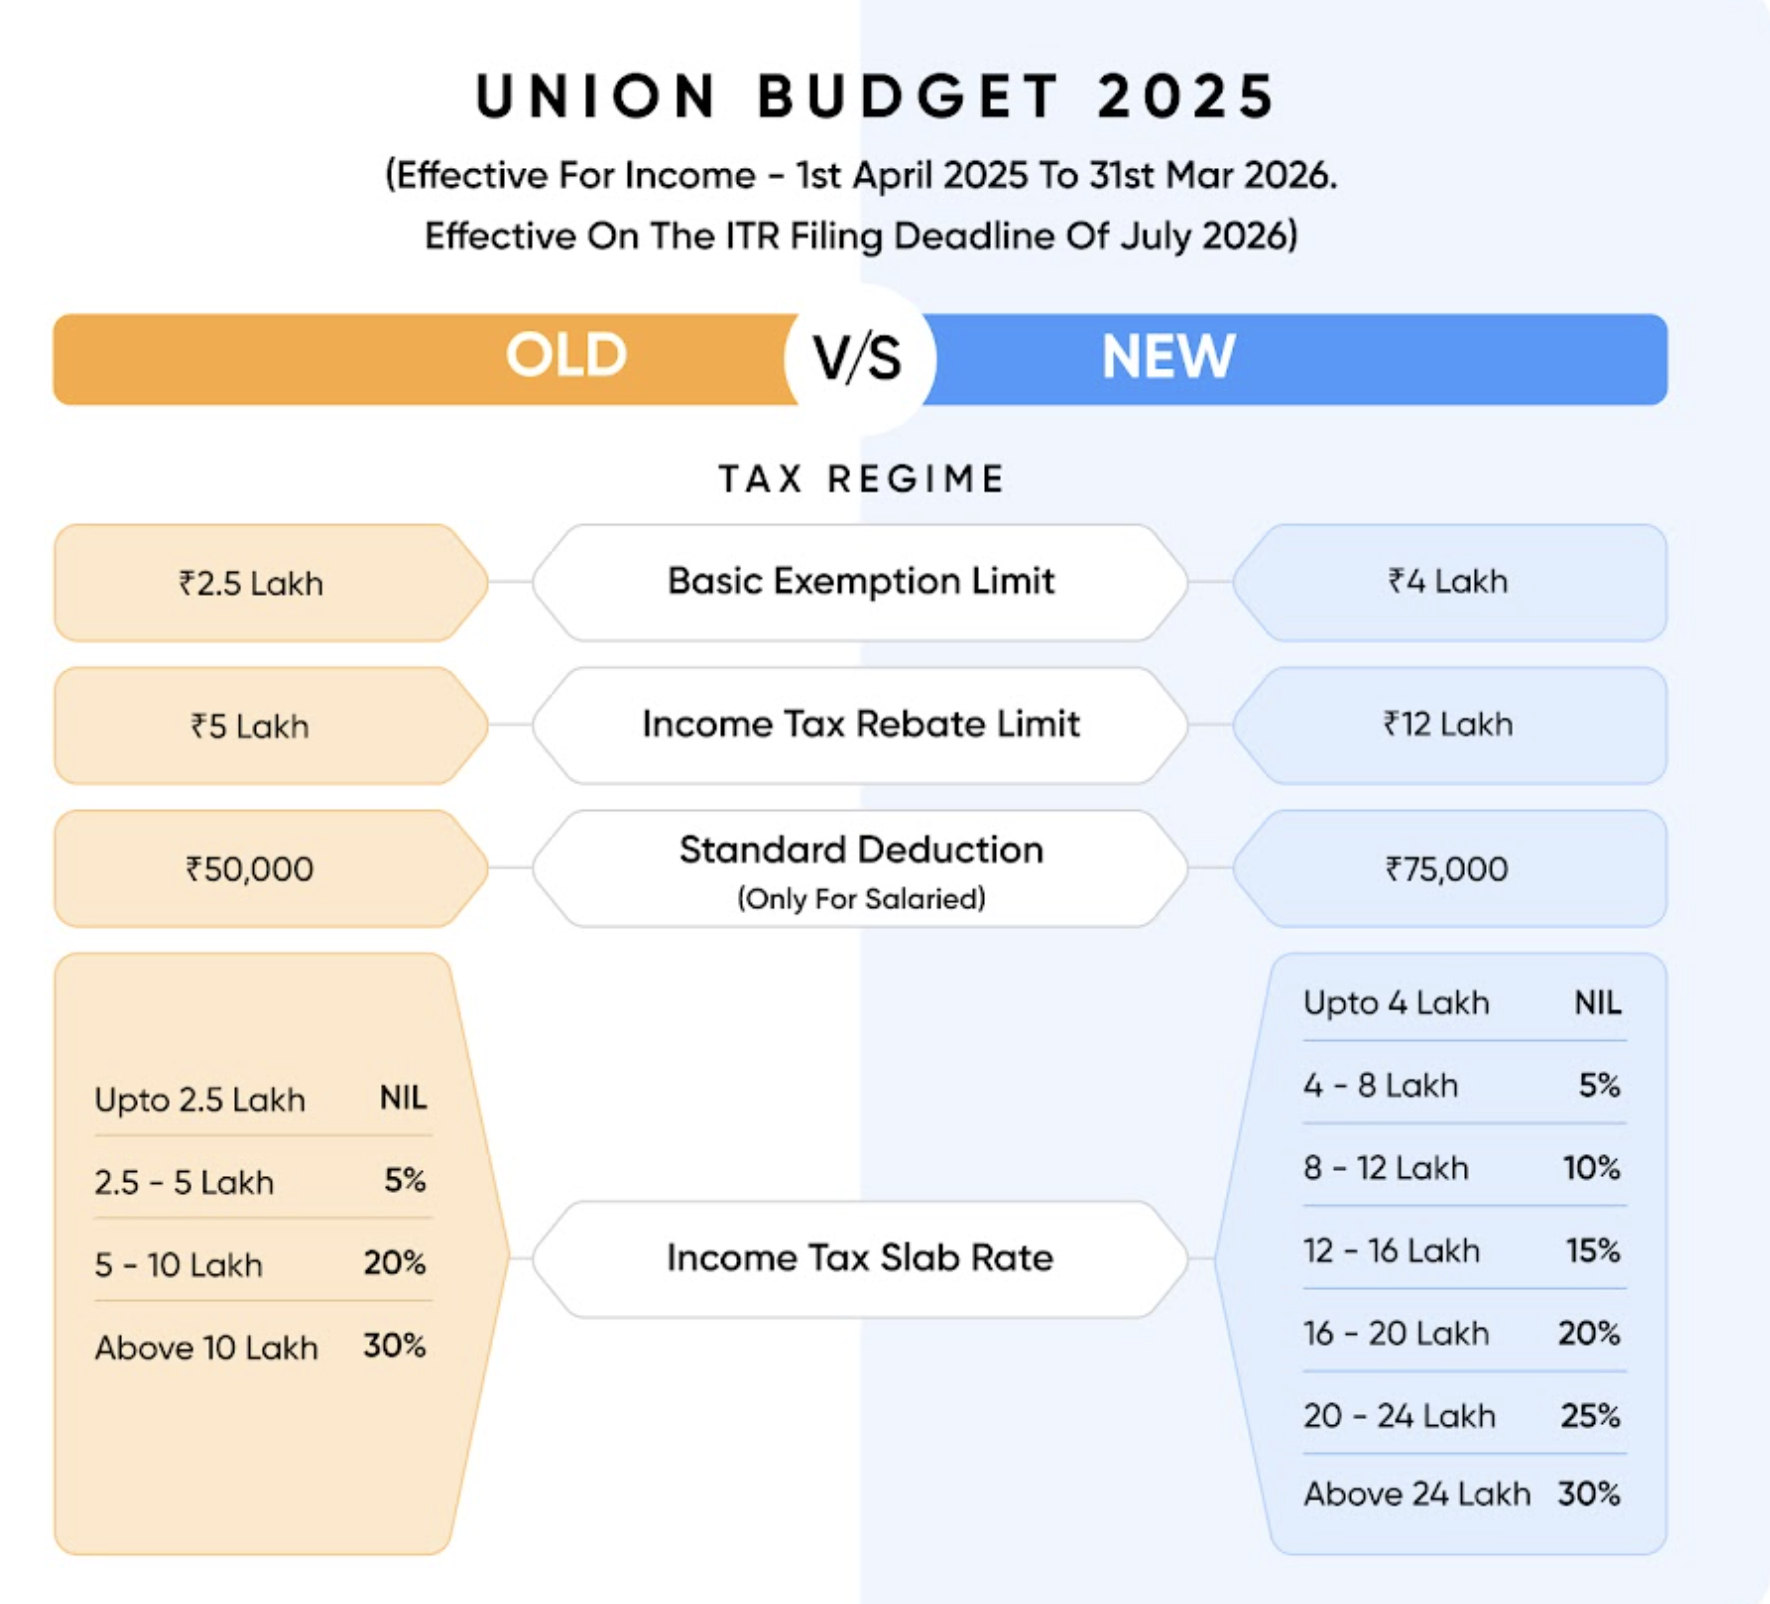 UNION BUDGET 2025
(Effective For Income - 1st April 2025 To 31st Mar 2026.
Effective On The ITR Filing Deadline Of July 2026)
OLD V/S NEW
TAX REGIME
₹2.5 Lakh Basic Exemption Limit ₹4 Lakh
₹5 Lakh Income Tax Rebate Limit ₹12 Lakh
₹50,000 Standard Deduction ₹75,000
(Only For Salaried)
Upto 2.5 Lakh NIL
2.5 - 5 Lakh 5%
5 - 10 Lakh 20%
Above 10 Lakh 30%
Income Tax Slab Rate
Upto 4 Lakh NIL
4 - 8 Lakh 5%
8 - 12 Lakh 10%
12 - 16 Lakh 15%
16 - 20 Lakh 20%
20 - 24 Lakh 25%
Above 24 Lakh 30%